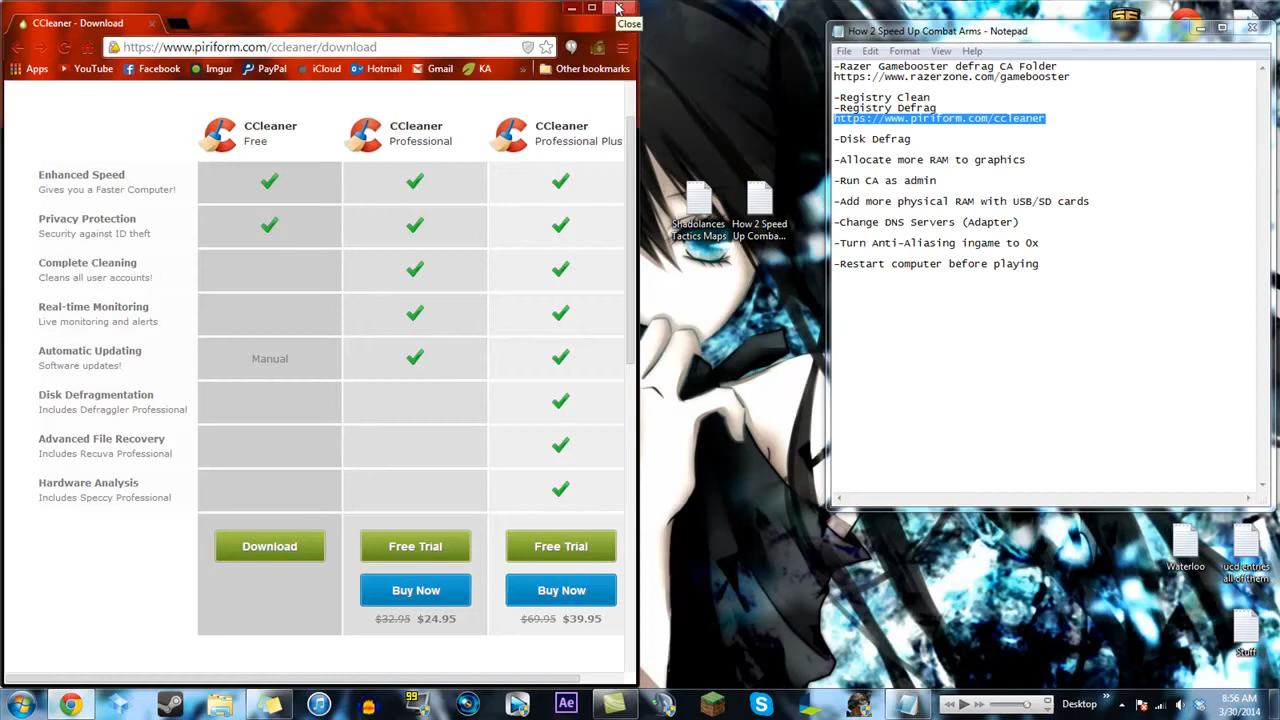 CCleaner - Download
Close
https://www.piriform.com/ccleaner/download
Apps
YouTube
Facebook
Imgur
PayPal
iCloud
Hotmail
Gmail
KA
»
Other bookmarks
CCleaner
Free
CCleaner
Professional
CCleaner
Professional Plus
Enhanced Speed
Gives you a Faster Computer!
Privacy Protection
Security against ID theft
Complete Cleaning
Cleans all user accounts!
Real-time Monitoring
Live monitoring and alerts
Automatic Updating
Software updates!
Manual
Disk Defragmentation
Includes Defraggler Professional
Advanced File Recovery
Includes Recuva Professional
Hardware Analysis
Includes Speccy Professional
Download
Free Trial
Free Trial
Buy Now
Buy Now
$32.95 $24.95
$69.95 $39.95
Shadolances
Tactics Maps
How 2 Speed
Up Comba...
How 2 Speed Up Combat Arms - Notepad
File Edit Format View Help
-Razer Gamebooster defrag CA Folder
https://www.razerzone.com/gamebooster
-Registry Clean
-Registry Defrag
https://www.piriform.com/ccleaner
-Disk Defrag
-Allocate more RAM to graphics
-Run CA as admin
-Add more physical RAM with USB/SD cards
-Change DNS Servers (Adapter)
-Turn Anti-Aliasing ingame to 0x
-Restart computer before playing
Waterloo
ucd entries
all of them
Stuff
99
Ae
Desktop
»
8:56 AM
3/30/2014